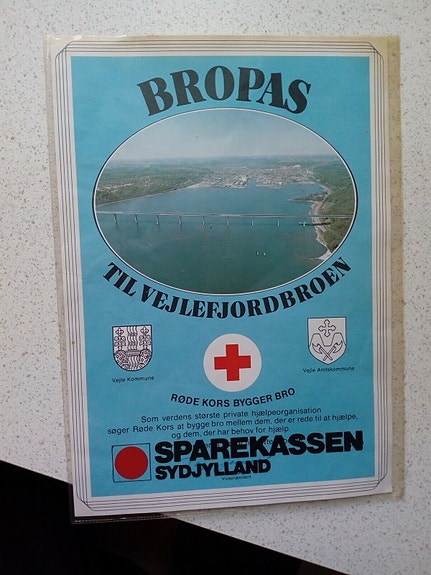 BROPAS
TIL VEJLEFJORDBROEN
Vejle Kommune
Vejle Amtskommune
RØDE KORS BYGGER BRO
Som verdens største private hjælpeorganisation
søger Røde Kors at bygge bro mellem dem, der er rede til at hjælpe,
og dem, der har behov for hjælp.
SPAREKASSEN
SYDJYLLAND